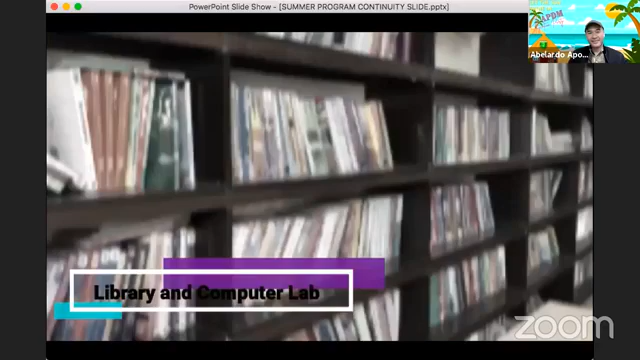 PowerPoint Slide Show - [SUMMER PROGRAM CONTINUITY SLIDE.pptx]
Abelardo Apo...
Library and Computer Lab
zoom